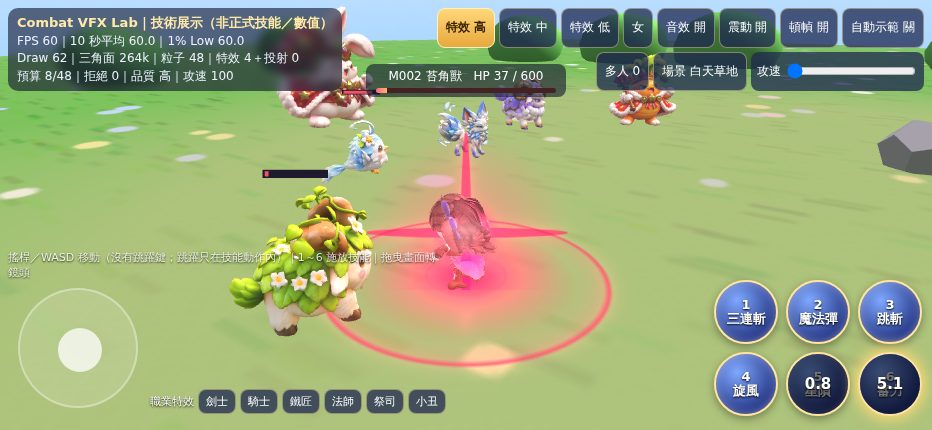 Combat VFX Lab｜技術展示（非正式技能／數值）
FPS 60｜10 秒平均 60.0｜1% Low 60.0
Draw 62｜三角面 264k｜粒子 48｜特效 4＋投射 0
預算 8/48｜拒絕 0｜品質 高｜攻速 100
特效 高
特效 中
特效 低
女
音效 開
震動 開
頓幀 開
自動示範 關
多人 0
場景 白天草地
攻速
M002 苔角獸 HP 37 / 600
搖桿／WASD 移動（沒有跳躍鍵；跳躍只在技能動作內）｜1～6 施放技能｜拖曳畫面轉
鏡頭
1
三連斬
2
魔法彈
3
跳斬
4
旋風
0.8
5.1
職業特效
劍士
騎士
鐵匠
法師
祭司
小丑